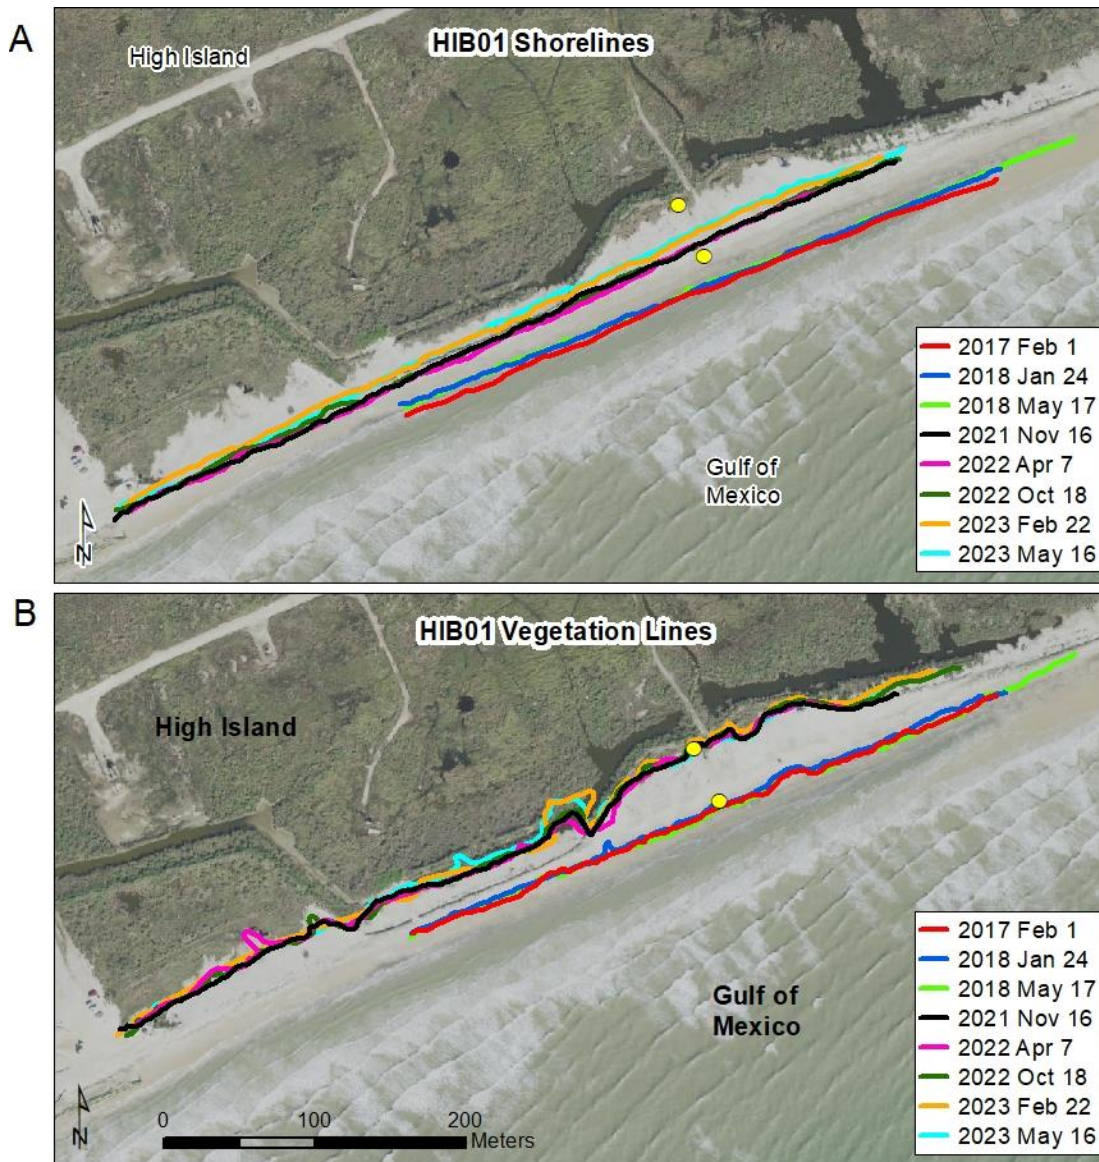 A
HIB01 Shorelines
High Island
Gulf of
Mexico
N
2017 Feb 1
2018 Jan 24
2018 May 17
2021 Nov 16
2022 Apr 7
2022 Oct 18
2023 Feb 22
2023 May 16
B
HIB01 Vegetation Lines
High Island
Gulf of
Mexico
N
0 100 200
Meters
2017 Feb 1
2018 Jan 24
2018 May 17
2021 Nov 16
2022 Apr 7
2022 Oct 18
2023 Feb 22
2023 May 16